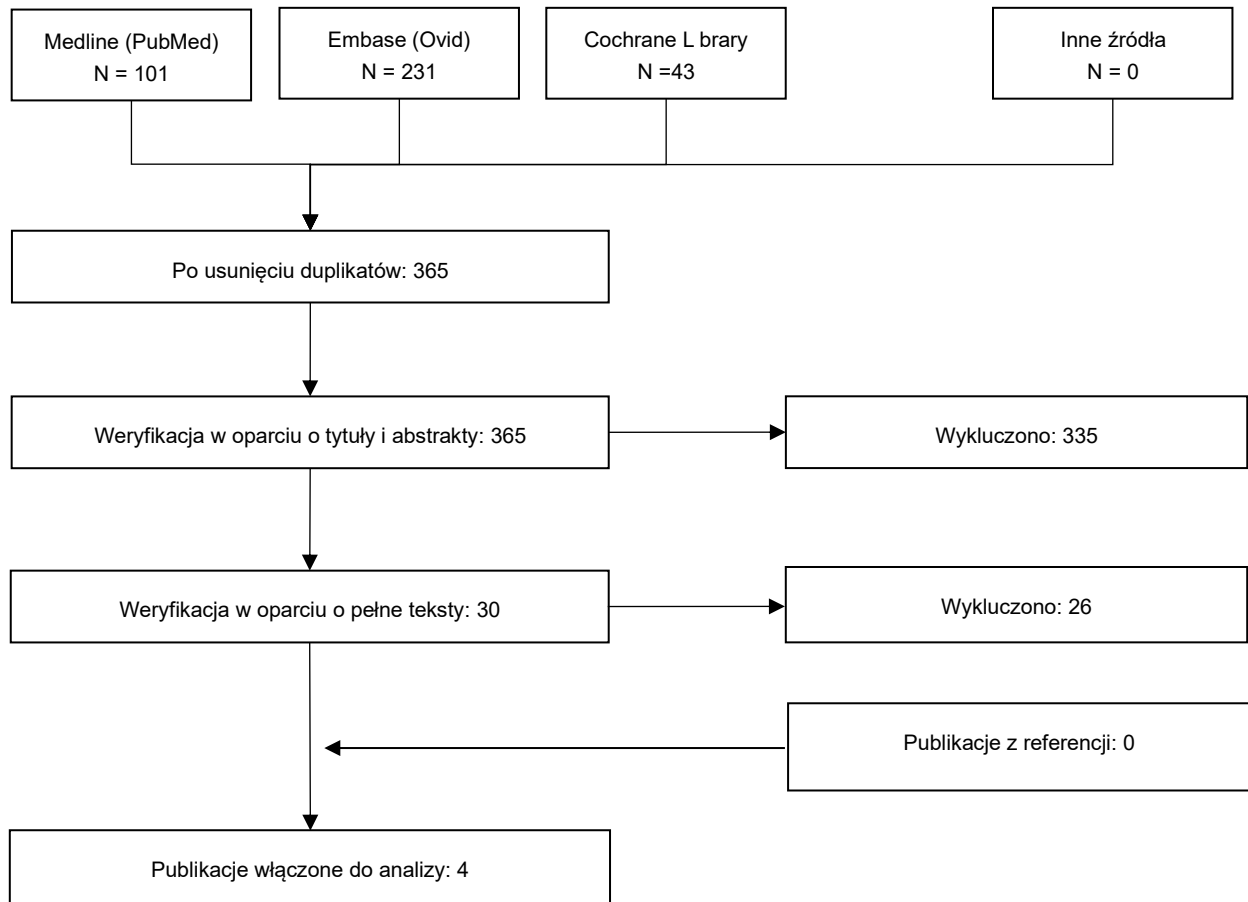 Medline (PubMed)
N = 101
Embase (Ovid)
N = 231
Cochrane L brary
N =43
Inne źródła
N = 0
Po usunięciu duplikatów: 365
Weryfikacja w oparciu o tytuły i abstrakty: 365
Wykluczono: 335
Weryfikacja w oparciu o pełne teksty: 30
Wykluczono: 26
Publikacje z referencji: 0
Publikacje włączone do analizy: 4